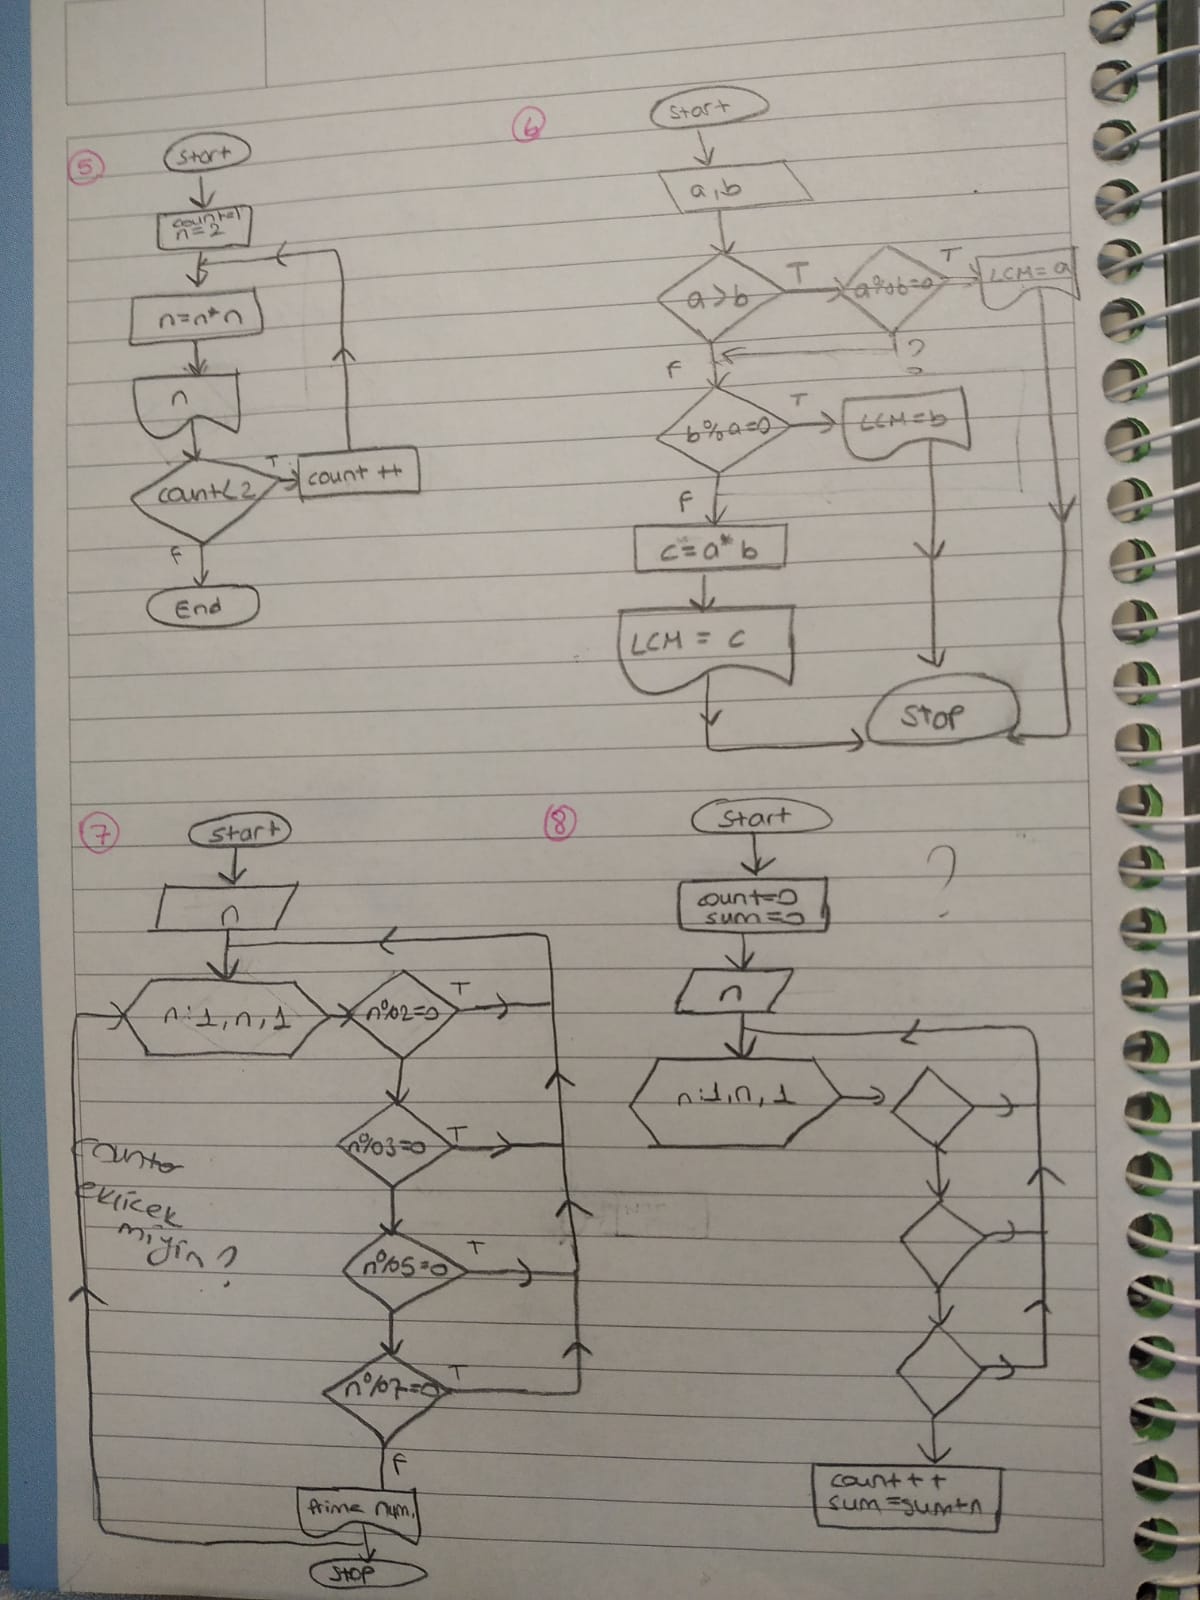 5
Start
count=1
n=2
n=n*n
n
count<2
T
count ++
F
End
6
Start
a,b
a>b
T
a%b=0
T
LCM=a
F
?
b%a=0
T
LCM=b
F
c=a*b
LCM = c
STOP
7
Start
n
n:1,n,1
n%2=0
T
n%3=0
T
n%5=0
T
n%7=0
T
F
prime num.
STOP
eklicek
miyin?
8
Start
?
count=0
sum=0
n
n:1,n,1
count++
sum=sum+n